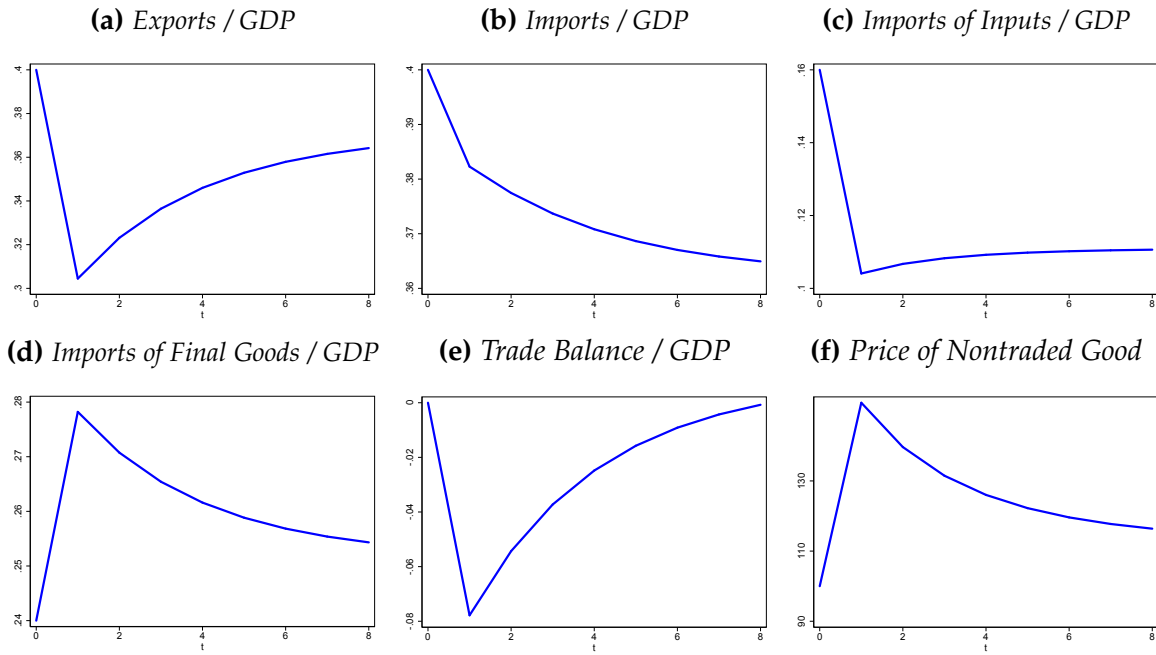 (a) Exports / GDP
(b) Imports / GDP
(c) Imports of Inputs / GDP
.4
.38
.36
.34
.32
.3
0 2 4 6 8
t
.4
.39
.38
.37
.36
0 2 4 6 8
t
.16
.14
.12
.1
0 2 4 6 8
t
(d) Imports of Final Goods / GDP
(e) Trade Balance / GDP
(f) Price of Nontraded Good
.28
.27
.26
.25
.24
0 2 4 6 8
t
0
-.02
-.04
-.06
-.08
0 2 4 6 8
t
130
110
90
0 2 4 6 8
t